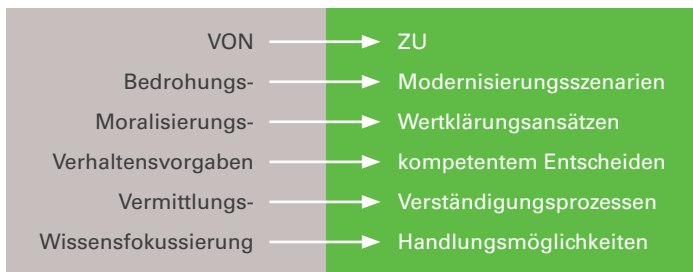 VON ZU
Bedrohungs- Modernisierungsszenarien
Moralisierungs- Wertklärungsansätzen
Verhaltensvorgaben kompetentem Entscheiden
Vermittlungs- Verständigungsprozessen
Wissensfokussierung Handlungsmöglichkeiten